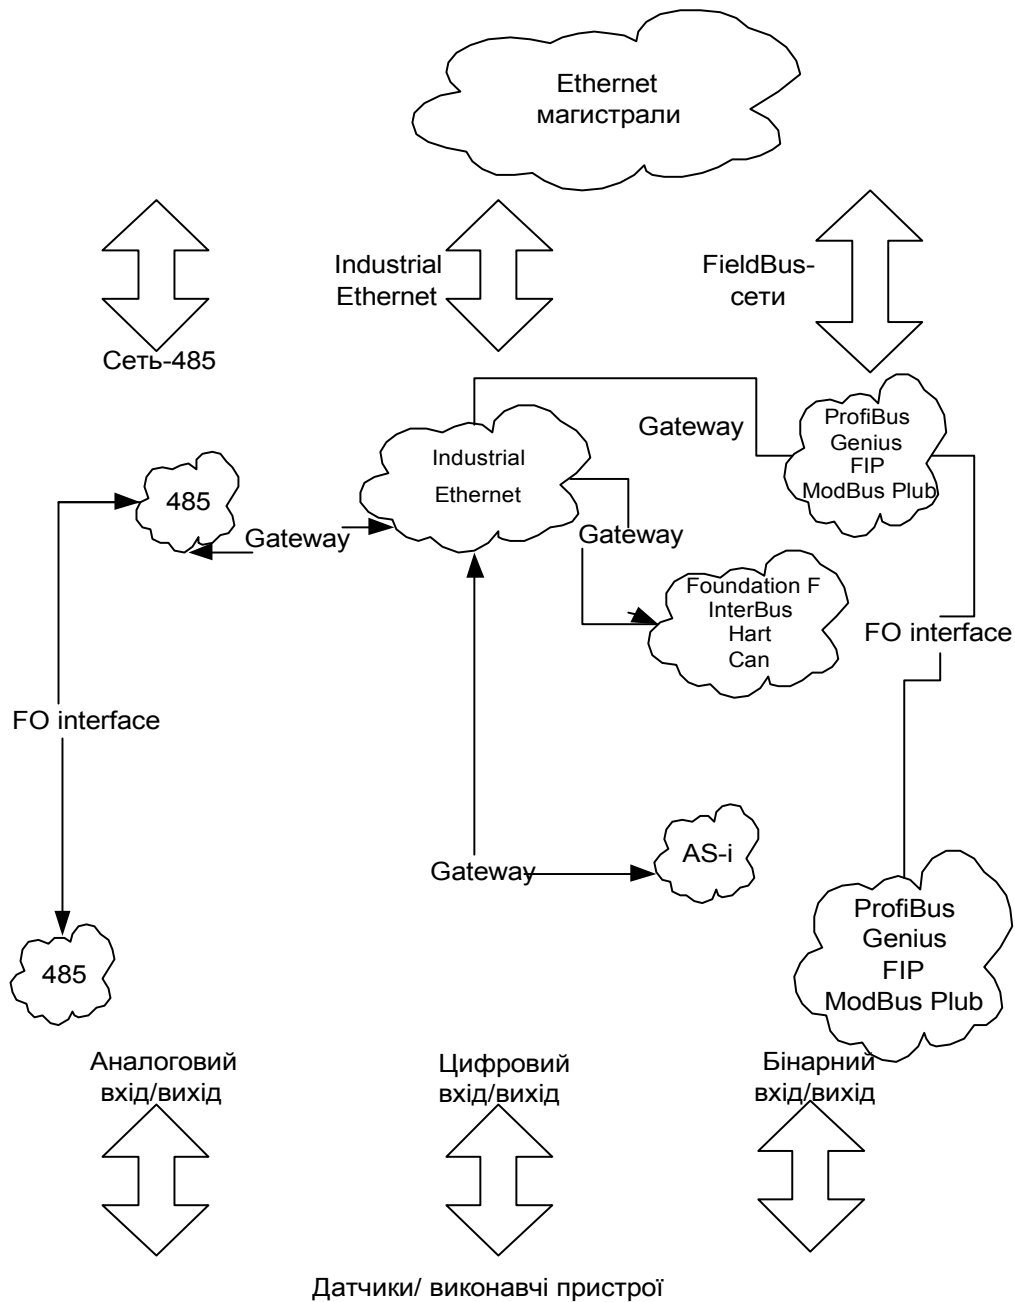 Ethernet
магистрали
Industrial
Ethernet
FieldBus-
сети
Сеть-485
ProfiBus
Genius
FIP
ModBus Plub
Gateway
Industrial
Ethernet
485
Gateway
Gateway
Foundation F
InterBus
Hart
Can
FO interface
FO interface
AS-i
Gateway
ProfiBus
Genius
FIP
ModBus Plub
485
Аналоговий
вхід/вихід
Цифровий
вхід/вихід
Бінарний
вхід/вихід
Датчики/ виконавчі пристрої